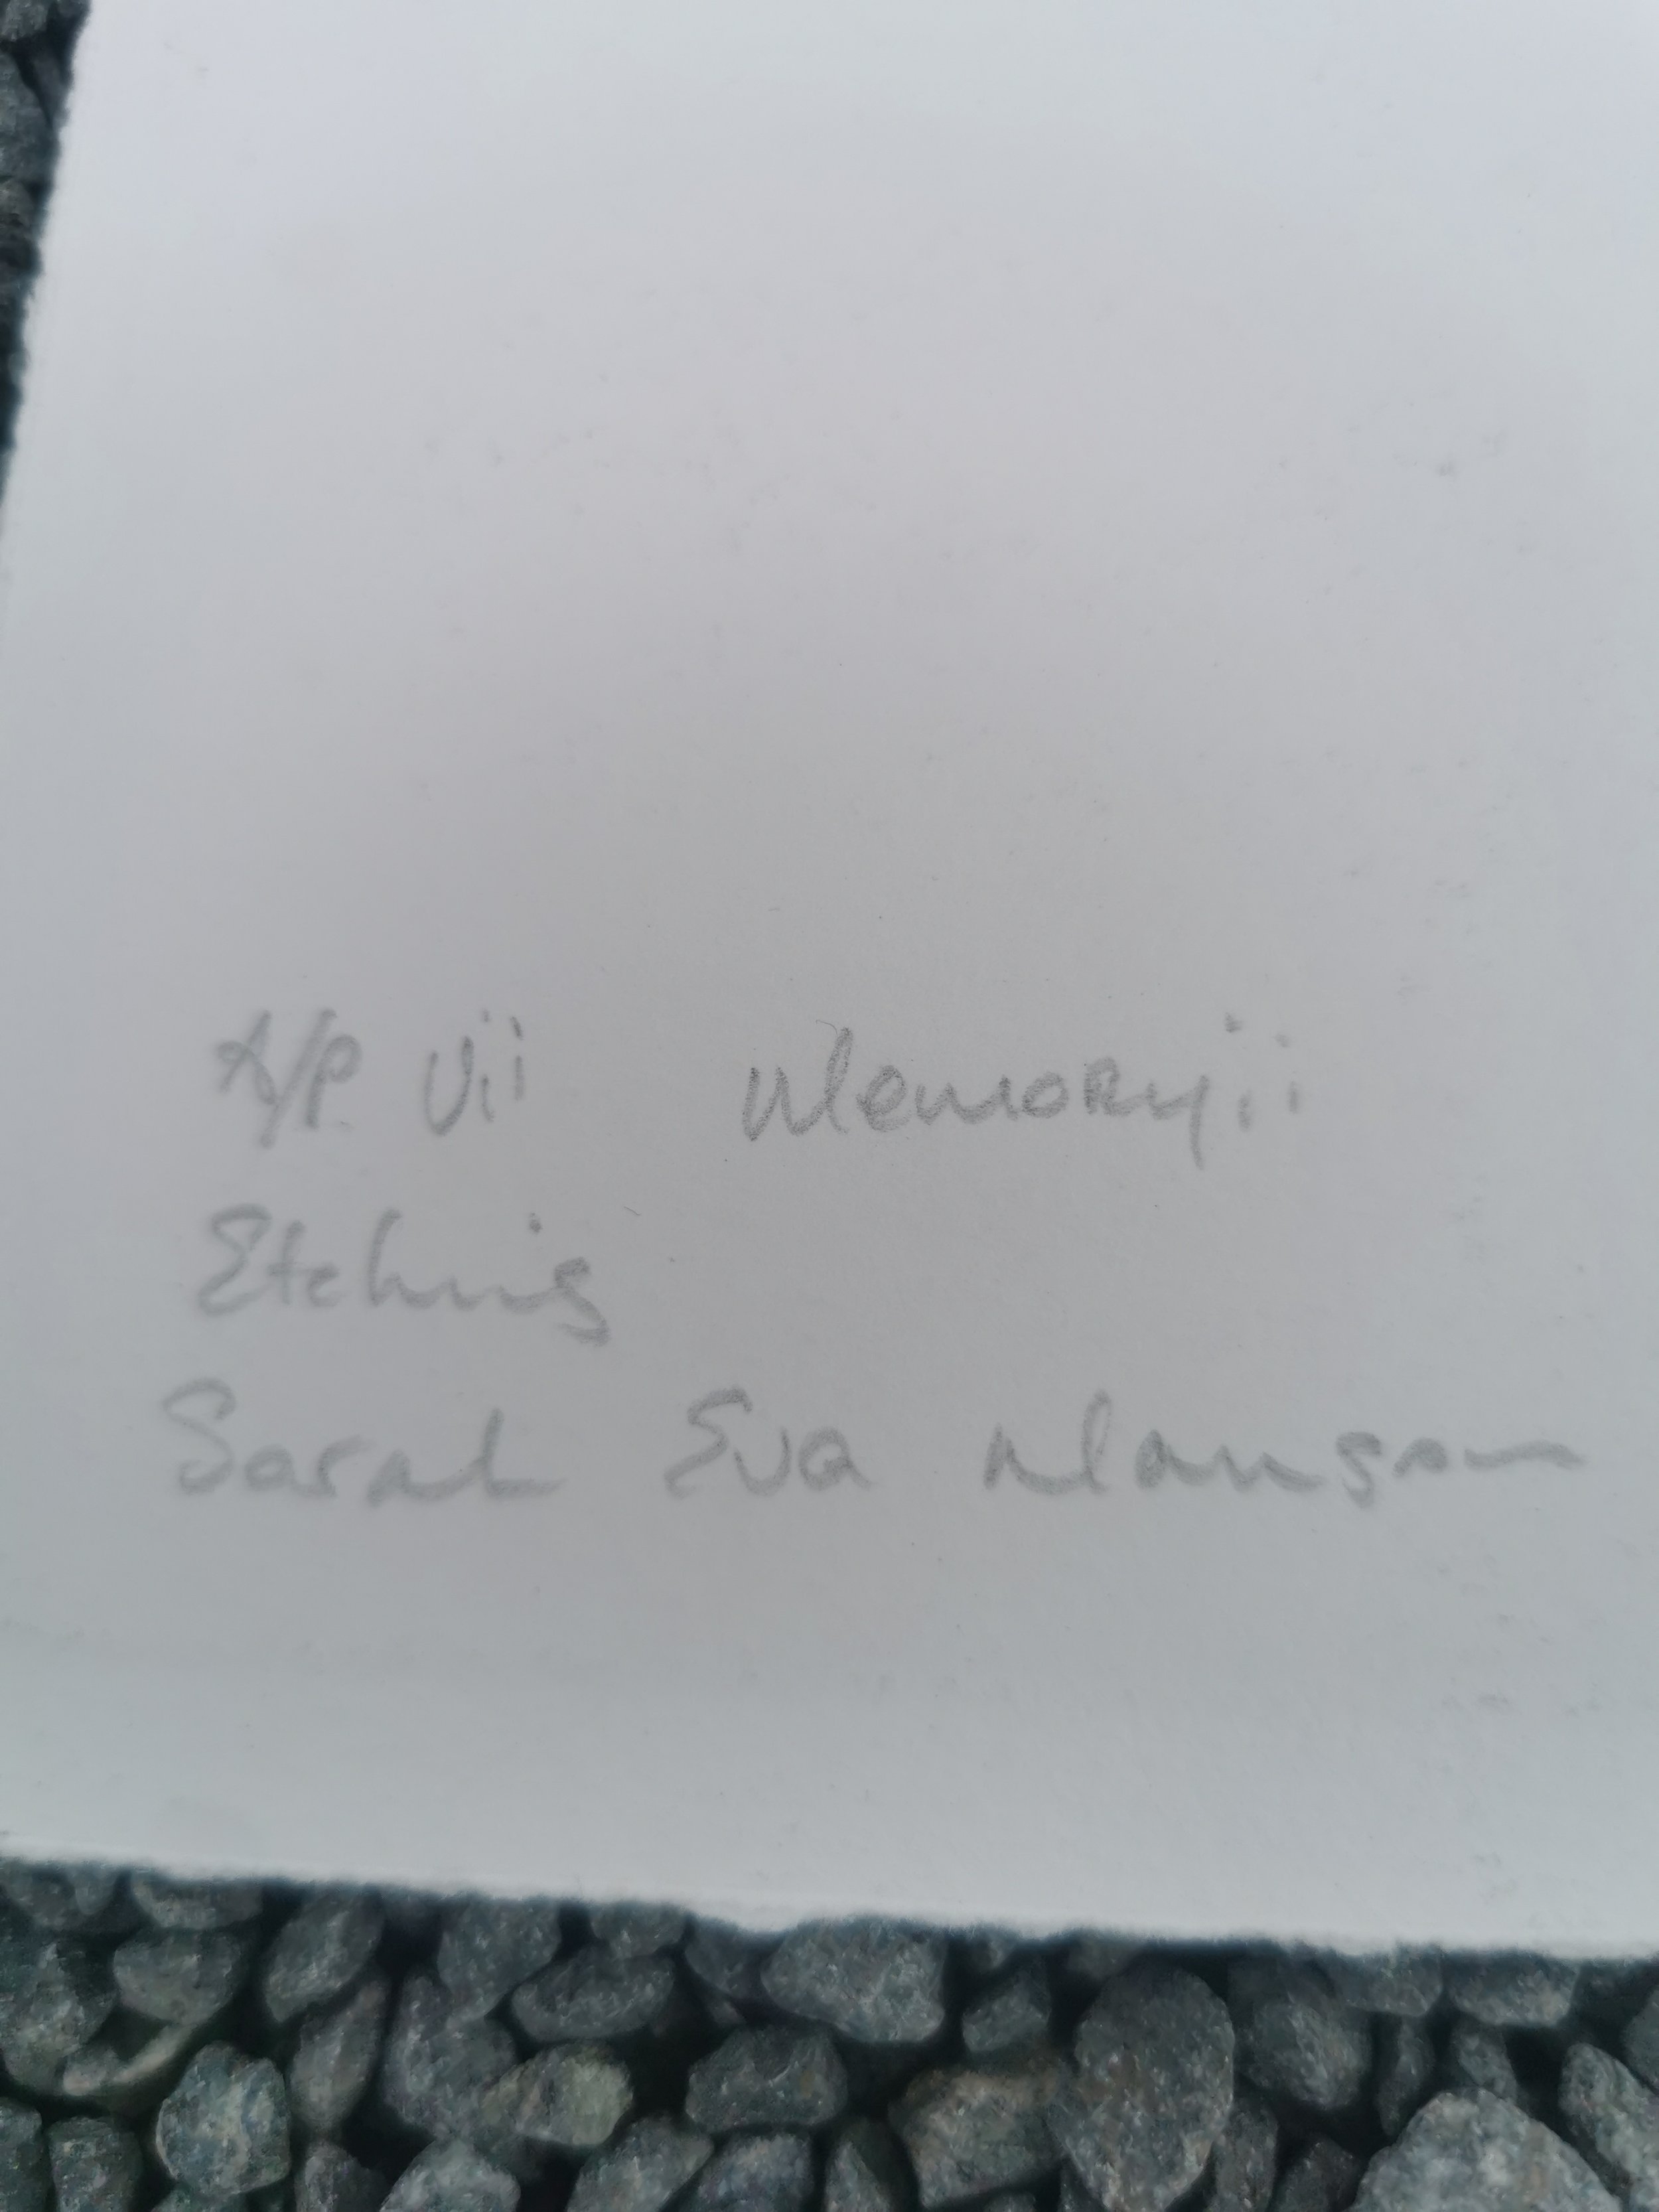 A/P Vii Memory ii
Etching
Sarah Eva Manson